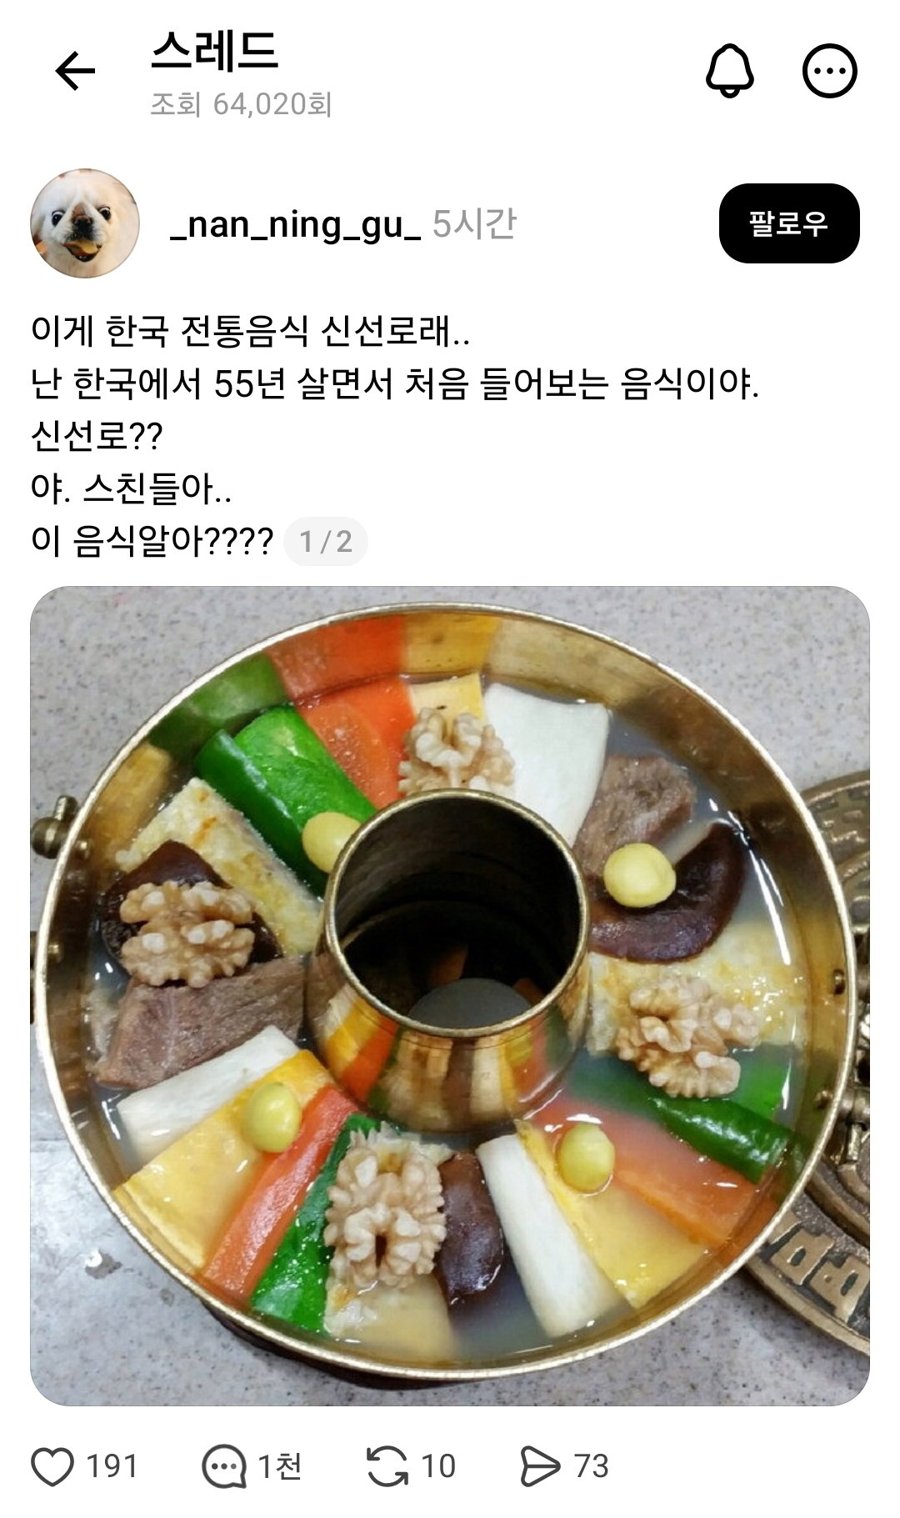 스레드
조회 64,020회
_nan_ning_gu_ 5시간
팔로우
이게 한국 전통음식 신선로래..
난 한국에서 55년 살면서 처음 들어보는 음식이야.
신선로??
야. 스친들아..
이 음식알아???? 1/2
191 1천 10 73